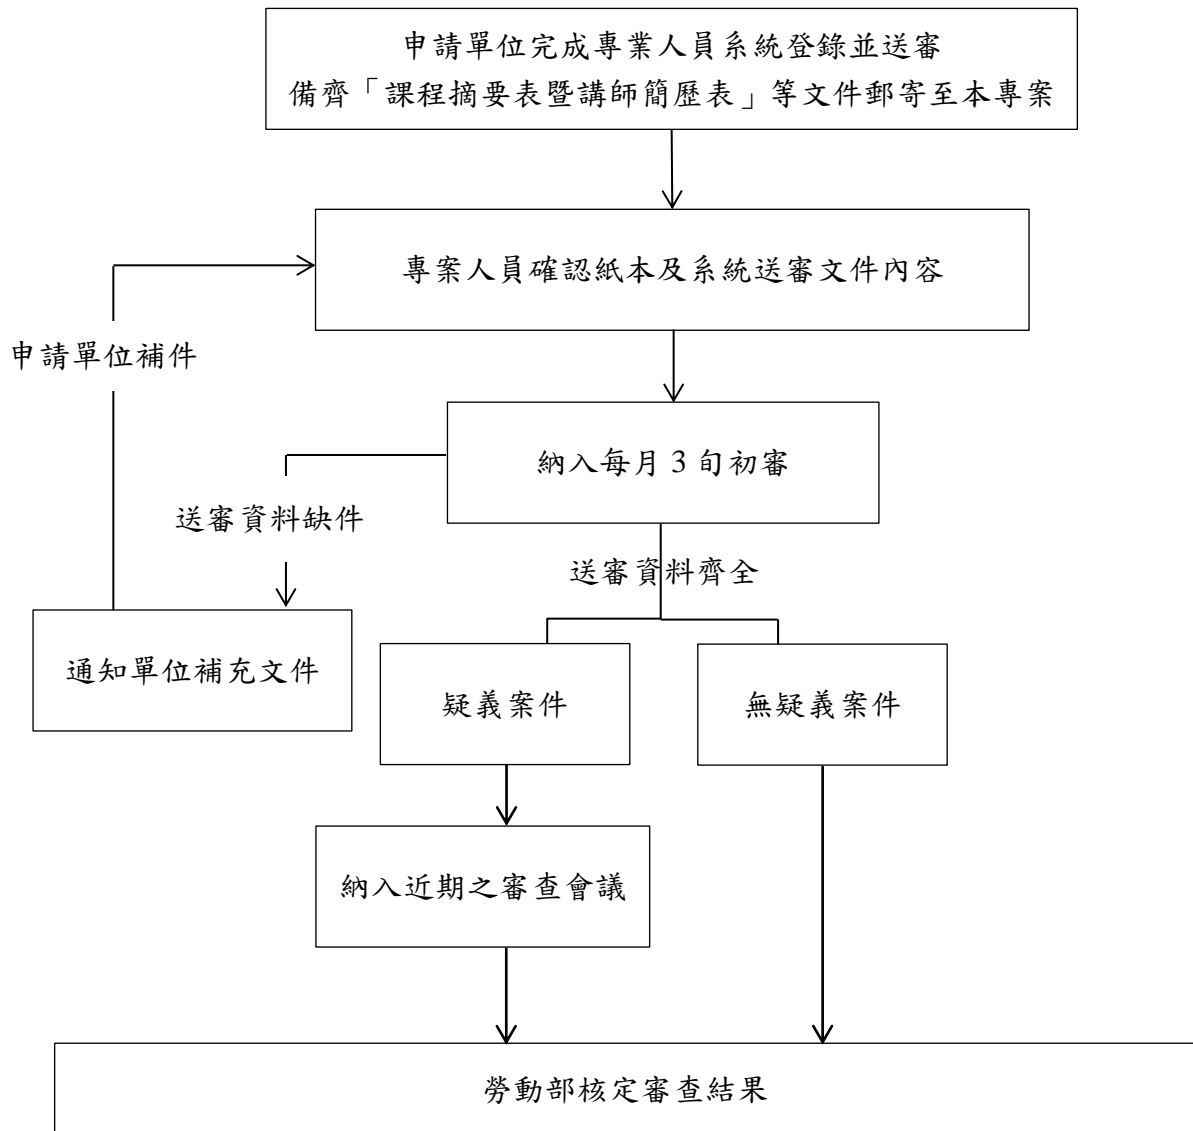 申請單位完成專業人員系統登錄並送審
備齊「課程摘要表暨講師簡歷表」等文件郵寄至本專案
專案人員確認紙本及系統送審文件內容
申請單位補件
納入每月3旬初審
送審資料缺件
送審資料齊全
通知單位補充文件
疑義案件
無疑義案件
納入近期之審查會議
勞動部核定審查結果